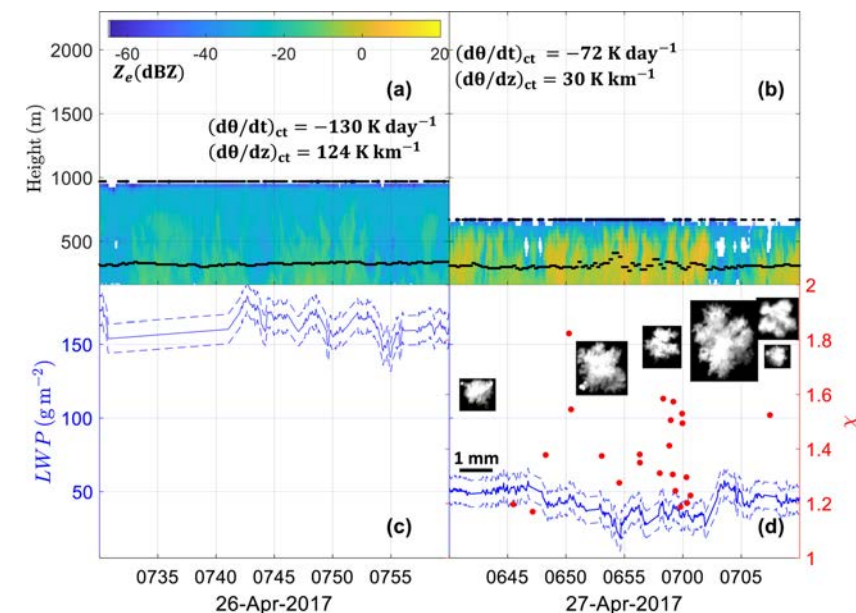 2000
1500
1000
500
Height (m)
-60
-40
-20
0
20
Z_e(dBZ)
(a)
(dθ/dt)_ct = −130 K day⁻¹
(dθ/dz)_ct = 124 K km⁻¹
(dθ/dt)_ct = −72 K day⁻¹
(dθ/dz)_ct = 30 K km⁻¹
(b)
150
100
50
LWP (g m⁻²)
(c)
1 mm
(d)
2
1.8
1.6
1.4
1.2
1
χ
0735 0740 0745 0750 0755
26-Apr-2017
0645 0650 0655 0700 0705
27-Apr-2017